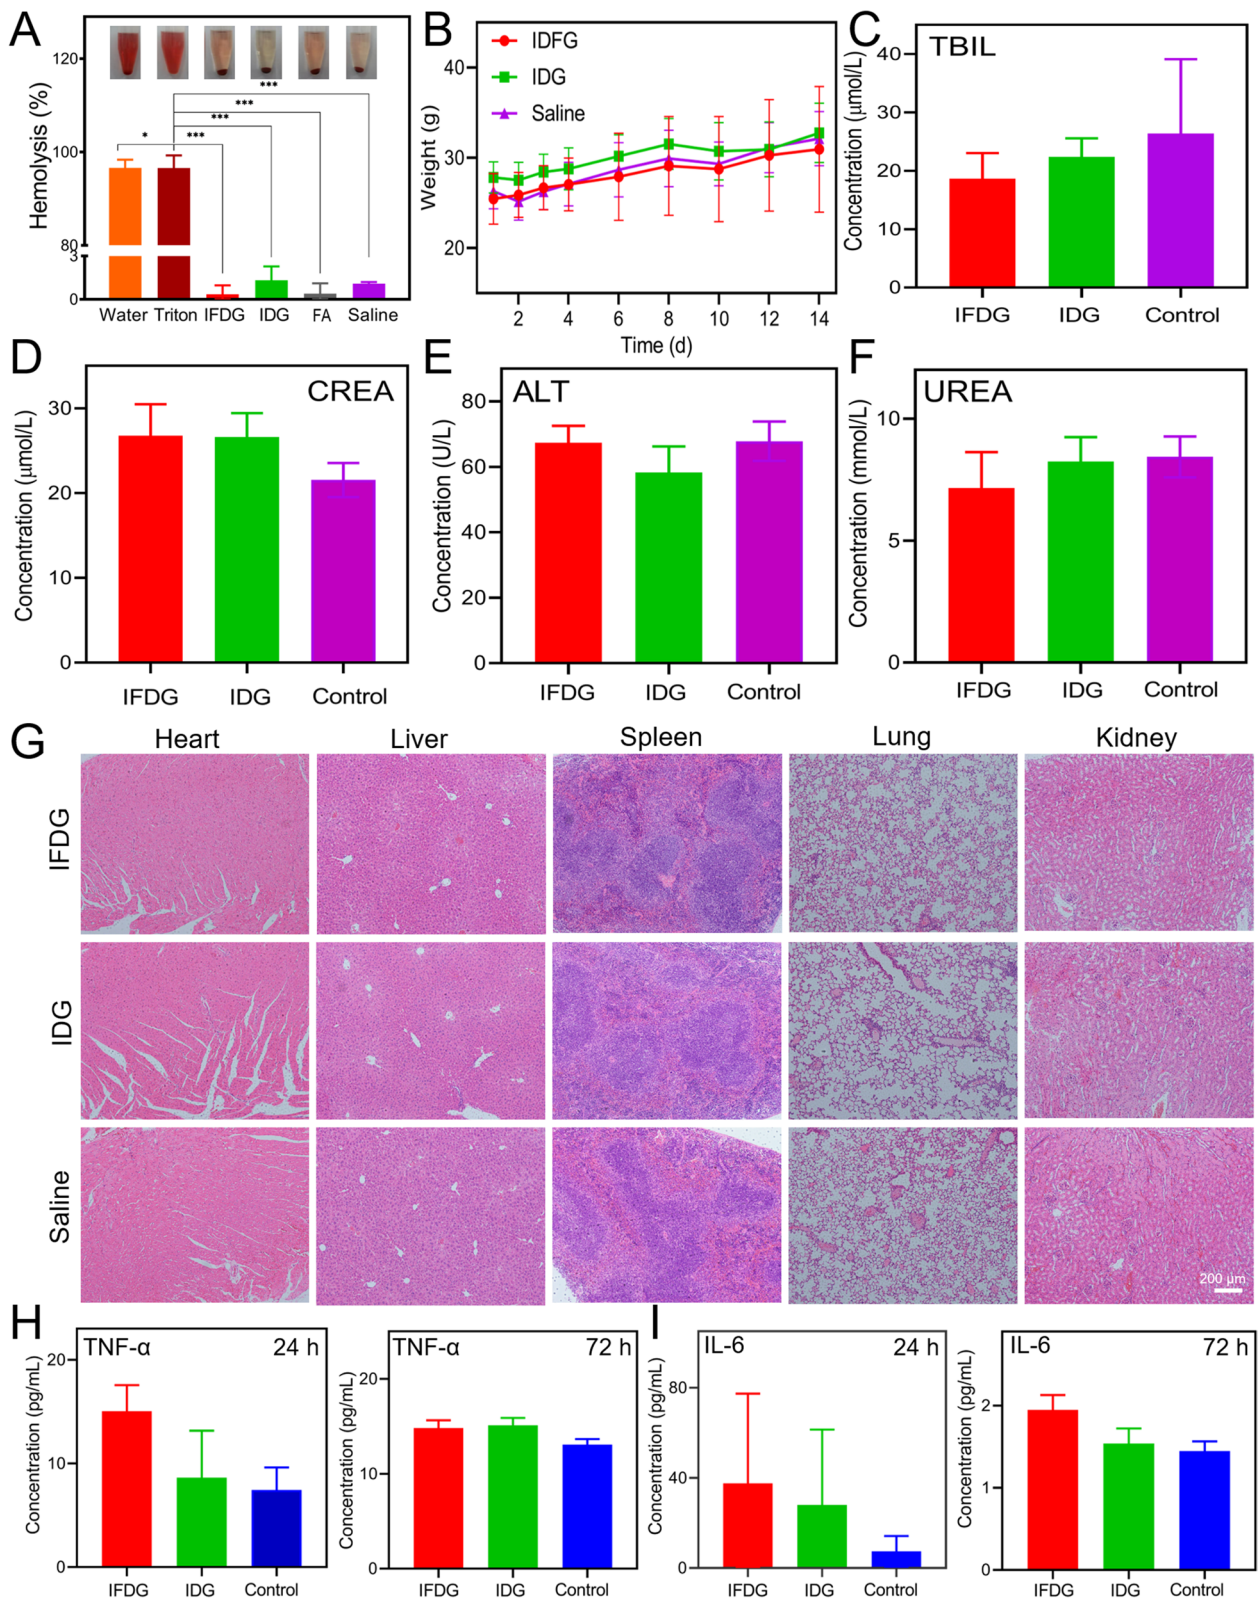 A
Hemolysis (%)
120
100
80
3
0
*
***
***
***
***
Water Triton IFDG IDG FA Saline
B
IDFG
IDG
Saline
Weight (g)
40
30
20
2 4 6 8 10 12 14
Time (d)
C
TBIL
Concentration (μmol/L)
40
30
20
10
0
IFDG IDG Control
D
CREA
Concentration (μmol/L)
30
20
10
0
IFDG IDG Control
E
ALT
Concentration (U/L)
80
60
40
20
0
IFDG IDG Control
F
UREA
Concentration (mmol/L)
10
5
0
IFDG IDG Control
G
Heart Liver Spleen Lung Kidney
IFDG
IDG
Saline
200 μm
H
TNF-α 24 h
Concentration (pg/mL)
20
10
0
IFDG IDG Control
TNF-α 72 h
Concentration (pg/mL)
20
10
0
IFDG IDG Control
I
IL-6 24 h
Concentration (pg/mL)
80
40
0
IFDG IDG Control
IL-6 72 h
Concentration (pg/mL)
2
1
0
IFDG IDG Control